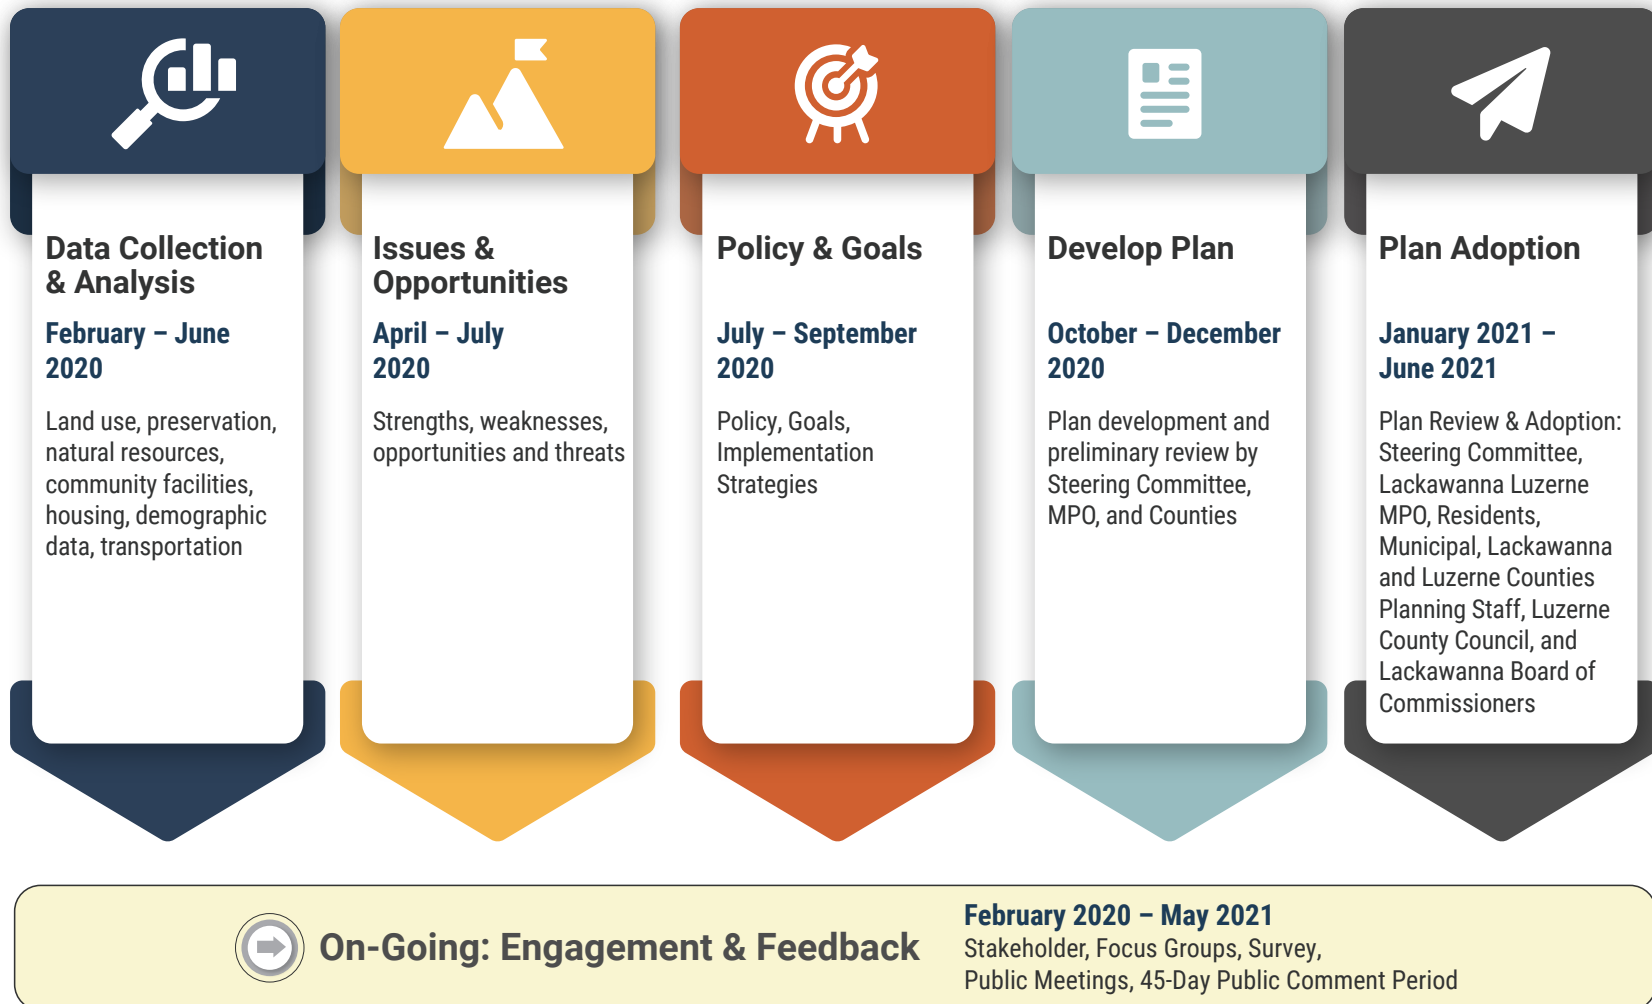 Data Collection
& Analysis
February – June
2020
Land use, preservation,
natural resources,
community facilities,
housing, demographic
data, transportation
Issues &
Opportunities
April – July
2020
Strengths, weaknesses,
opportunities and threats
Policy & Goals
July – September
2020
Policy, Goals,
Implementation
Strategies
Develop Plan
October – December
2020
Plan development and
preliminary review by
Steering Committee,
MPO, and Counties
Plan Adoption
January 2021 –
June 2021
Plan Review & Adoption:
Steering Committee,
Lackawanna Luzerne
MPO, Residents,
Municipal, Lackawanna
and Luzerne Counties
Planning Staff, Luzerne
County Council, and
Lackawanna Board of
Commissioners
On-Going: Engagement & Feedback
February 2020 – May 2021
Stakeholder, Focus Groups, Survey,
Public Meetings, 45-Day Public Comment Period